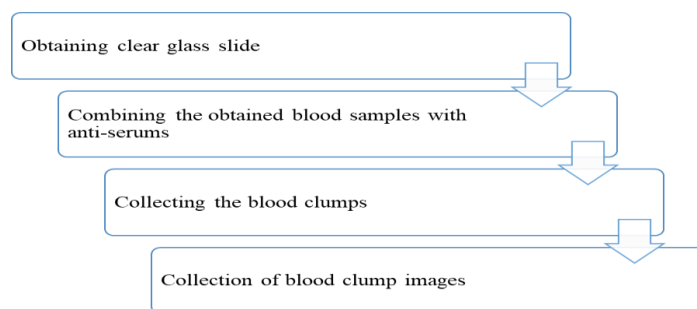 Obtaining clear glass slide
Combining the obtained blood samples with
anti-serums
Collecting the blood clumps
Collection of blood clump images